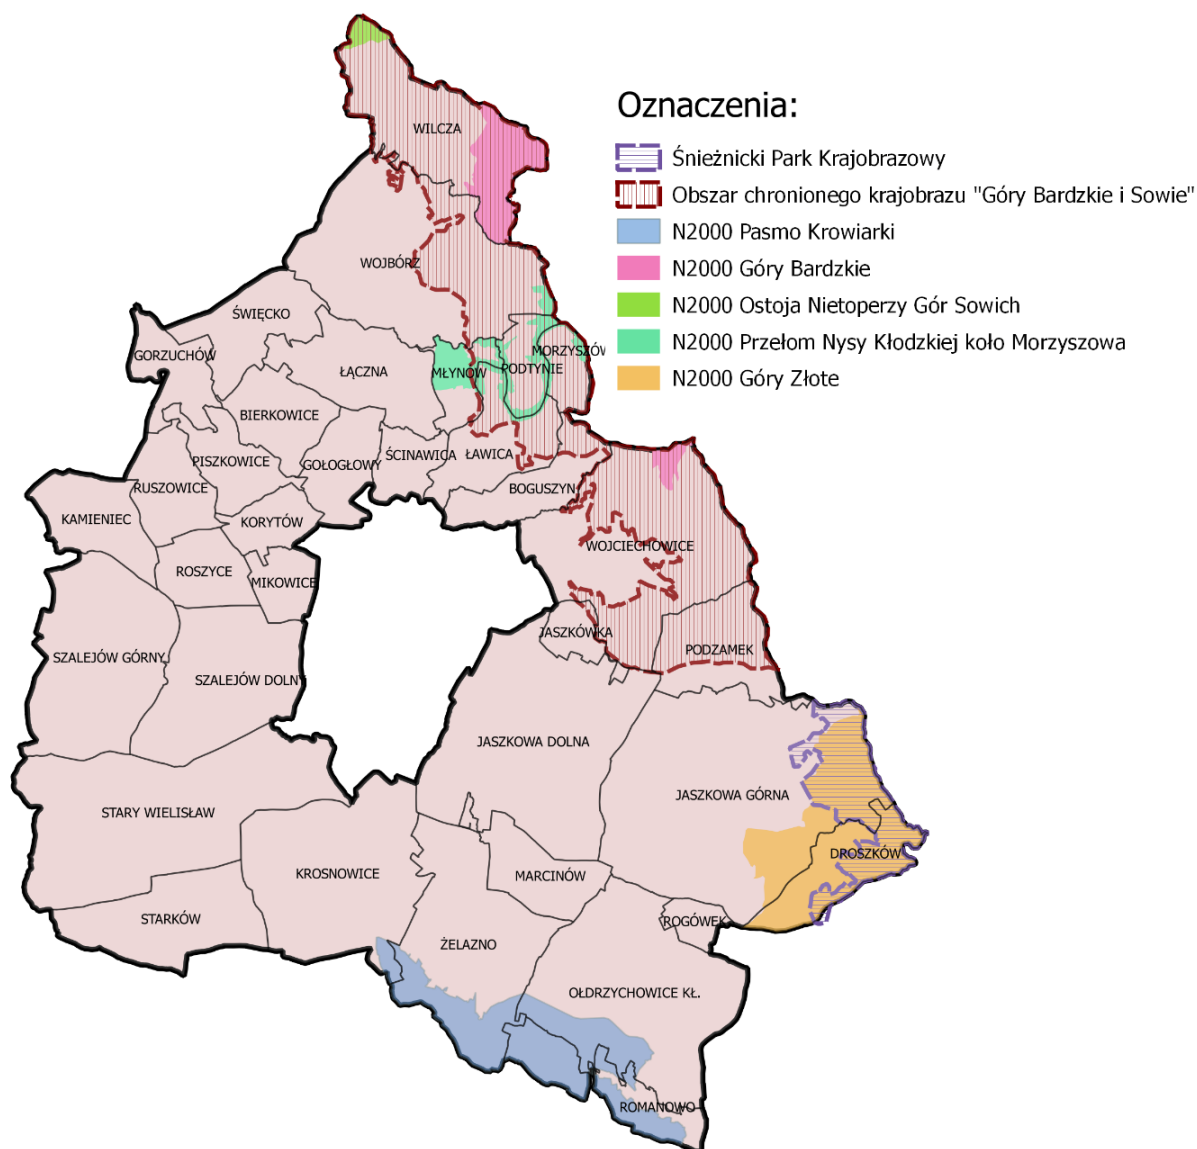 Oznaczenia:
Śnieżnicki Park Krajobrazowy
Obszar chronionego krajobrazu "Góry Bardzkie i Sowie"
N2000 Pasmo Krowiarki
N2000 Góry Bardzkie
N2000 Ostoja Nietoperzy Gór Sowich
N2000 Przełom Nysy Kłodzkiej koło Morzyszowa
N2000 Góry Złote
WILCZA
WOJBÓRZ
ŚWIĘCKO
GORZUCHÓW
ŁĄCZNA
MŁYNÓW
PODTYNIE
MORZYSZÓW
BIERKOWICE
PISZKOWICE
GOŁOGŁOWY
ŚCINAWICA
ŁAWICA
RUSZOWICE
BOGUSZYN
KAMIENIEC
KORYTÓW
WOJCIECHOWICE
ROSZYCE
MIKOWICE
JASZKÓWKA
PODZAMEK
SZALEJÓW GÓRNY
SZALEJÓW DOLNY
JASZKOWA DOLNA
JASZKOWA GÓRNA
STARY WIELISŁAW
DROSZKÓW
KROSNOWICE
MARCINÓW
STARKÓW
ROGÓWEK
ŻELAZNO
OŁDRZYCHOWICE KŁ.
ROMANOWO